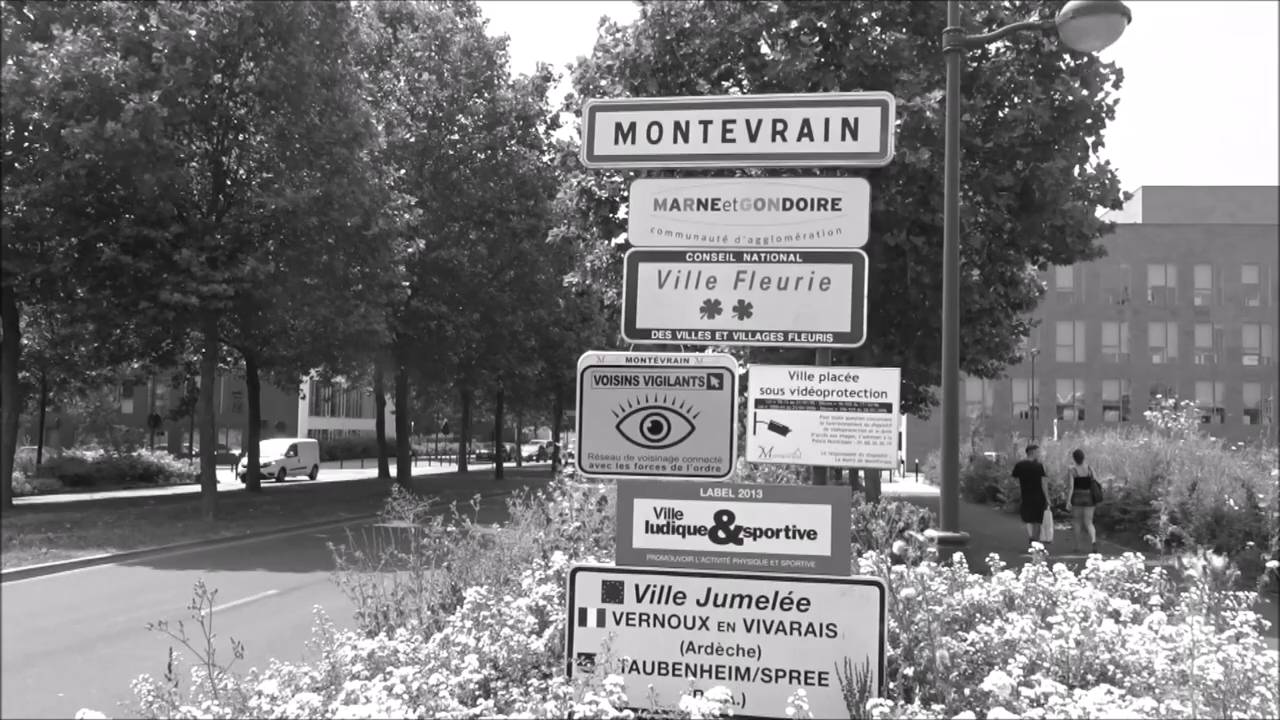 MONTEVRAIN
MARNEetGONDOIRE
communauté d'agglomération
CONSEIL NATIONAL
Ville Fleurie
DES VILLES ET VILLAGES FLEURIS
MONTÉVRAIN
VOISINS VIGILANTS
Réseau de voisinage connecté
avec les forces de l'ordre
Ville placée
sous vidéoprotection
LABEL 2013
Ville
ludique&sportive
PROMOUVOIR L'ACTIVITÉ PHYSIQUE ET SPORTIVE
Ville Jumelée
VERNOUX EN VIVARAIS
(Ardèche)
TAUBENHEIM/SPREE